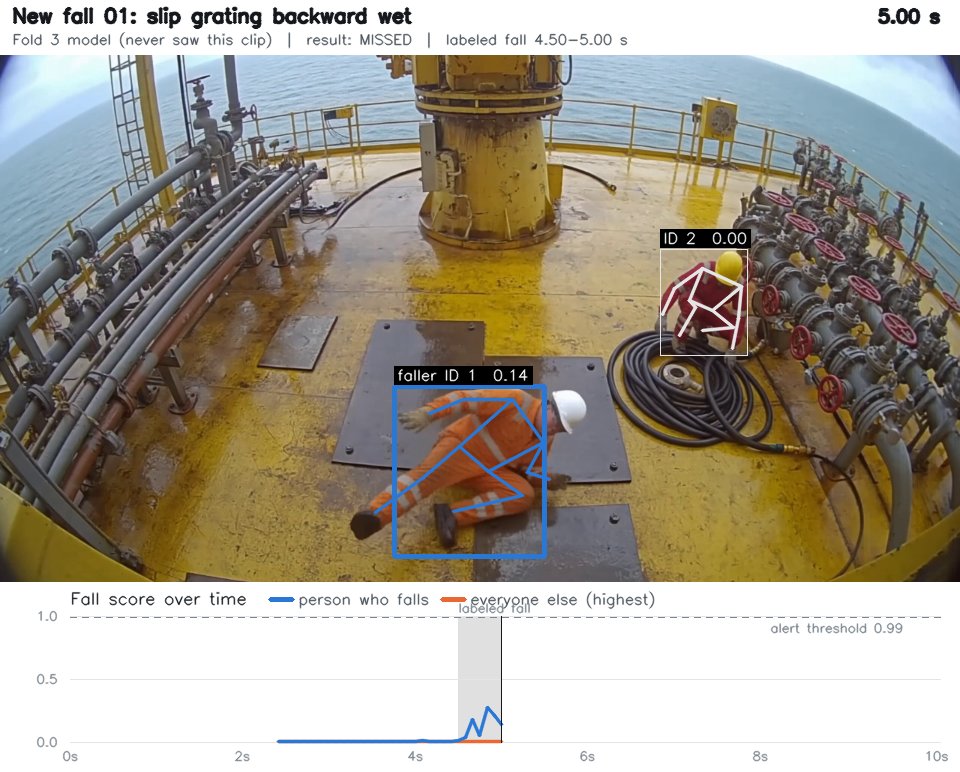 New fall 01: slip grating backward wet
5.00 s
Fold 3 model (never saw this clip) | result: MISSED | labeled fall 4.50–5.00 s
ID 2 0.00
faller ID 1 0.14
Fall score over time
person who falls
everyone else (highest)
labeled fall
1.0
alert threshold 0.99
0.5
0.0
0s 2s 4s 6s 8s 10s